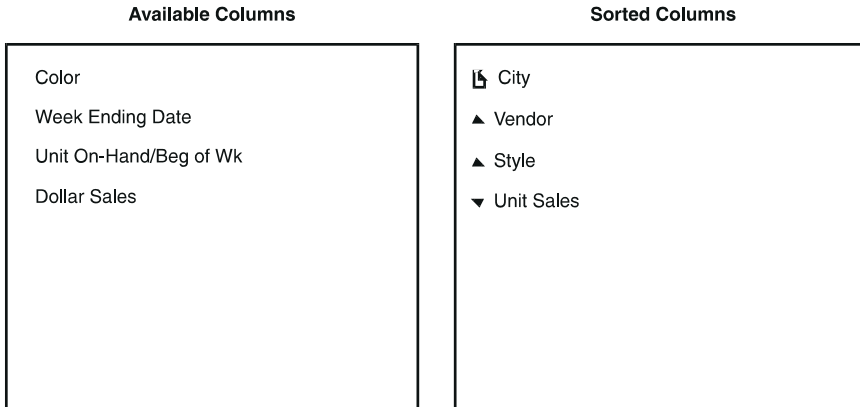 Available Columns
Color
Week Ending Date
Unit On-Hand/Beg of Wk
Dollar Sales
Sorted Columns
City
Vendor
Style
Unit Sales